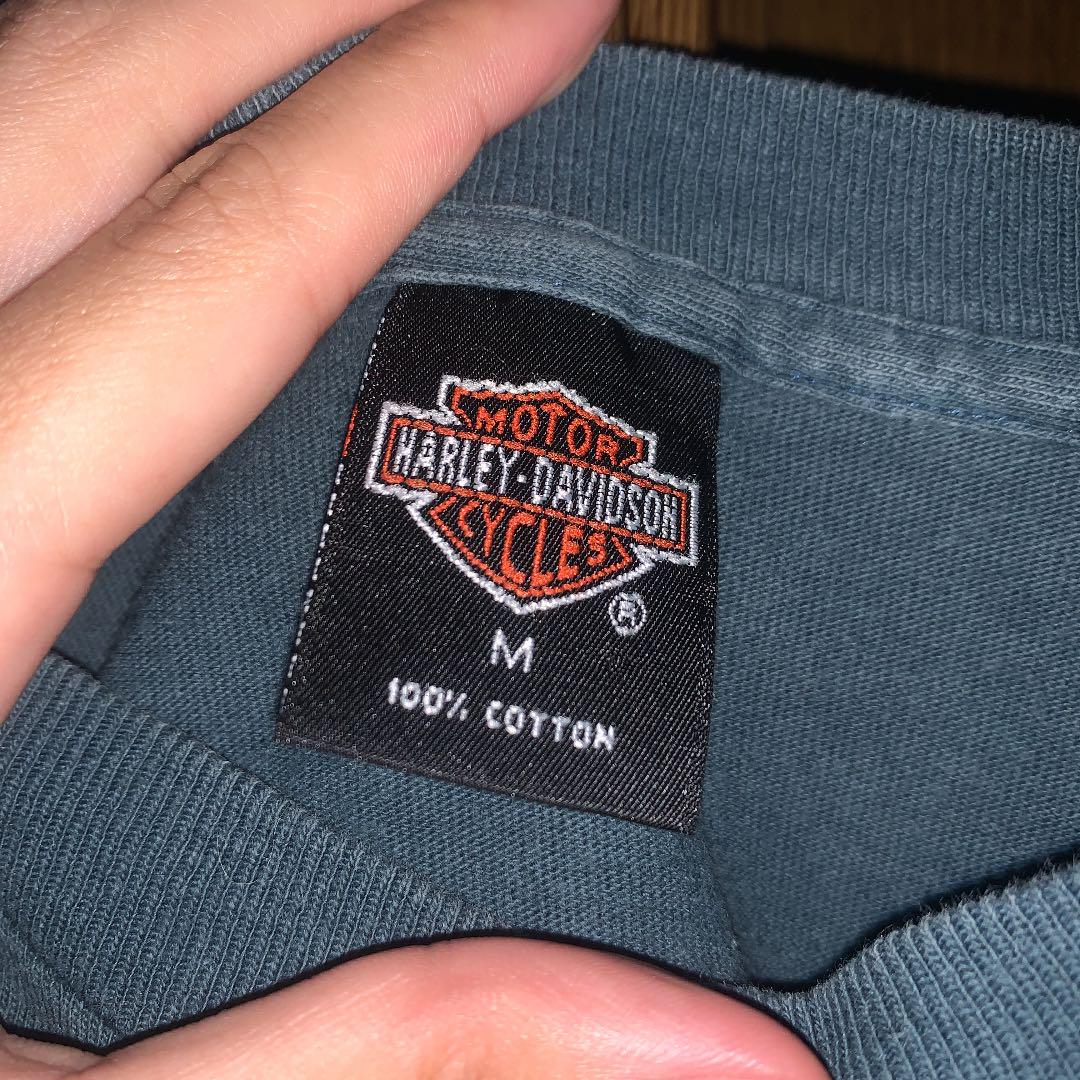 MOTOR
HARLEY-DAVIDSON
CYCLES
®
M
100% COTTON